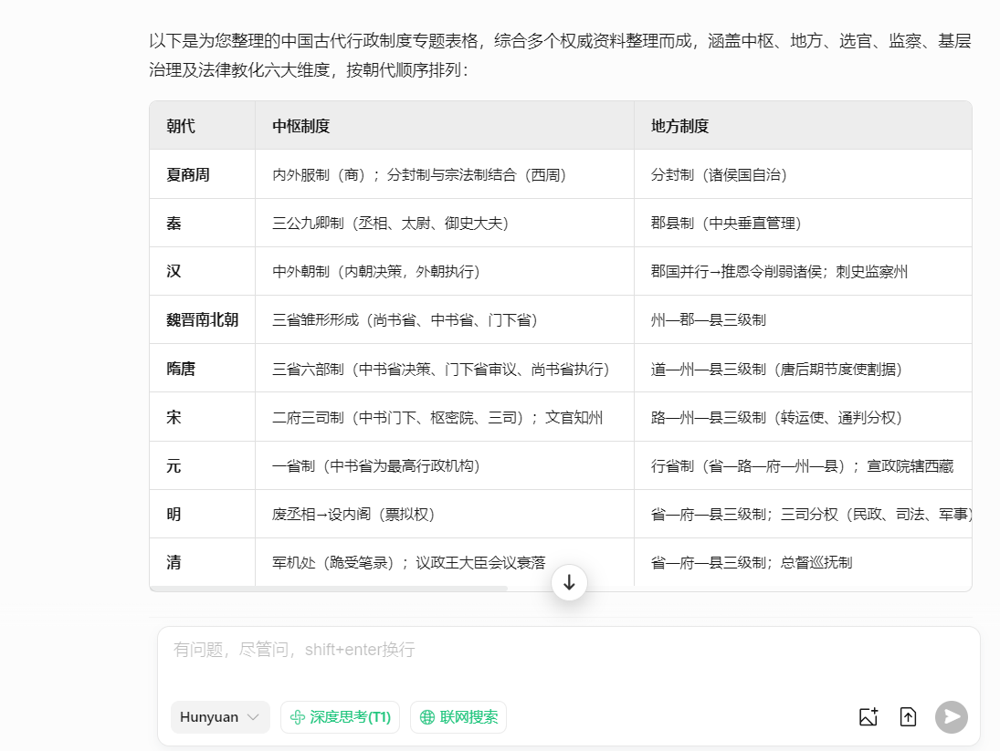 以下是为您整理的中国古代行政制度专题表格，综合多个权威资料整理而成，涵盖中枢、地方、选官、监察、基层
治理及法律教化六大维度，按朝代顺序排列：
朝代 中枢制度 地方制度
夏商周 内外服制（商）；分封制与宗法制结合（西周） 分封制（诸侯国自治）
秦 三公九卿制（丞相、太尉、御史大夫） 郡县制（中央垂直管理）
汉 中外朝制（内朝决策，外朝执行） 郡国并行→推恩令削弱诸侯；刺史监察州
魏晋南北朝 三省雏形形成（尚书省、中书省、门下省） 州—郡—县三级制
隋唐 三省六部制（中书省决策、门下省审议、尚书省执行） 道—州—县三级制（唐后期节度使割据）
宋 二府三司制（中书门下、枢密院、三司）；文官知州 路—州—县三级制（转运使、通判分权）
元 一省制（中书省为最高行政机构） 行省制（省—路—府—州—县）；宣政院辖西藏
明 废丞相→设内阁（票拟权） 省—府—县三级制；三司分权（民政、司法、军事）
清 军机处（跪受笔录）；议政王大臣会议衰落 省—府—县三级制；总督巡抚制
有问题，尽管问，shift+enter换行
Hunyuan 深度思考(T1) 联网搜索